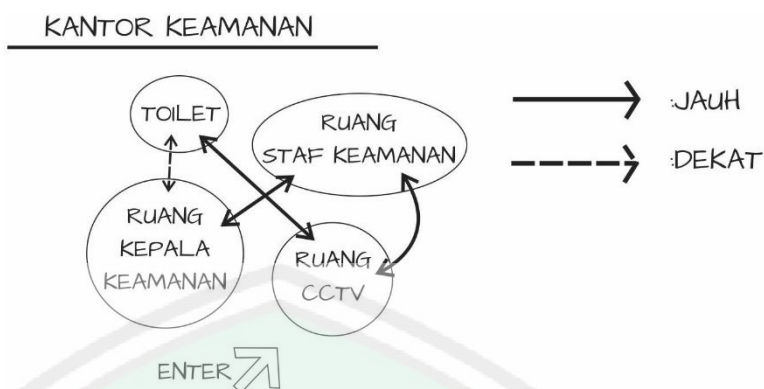 KANTOR KEAMANAN
TOILET
RUANG
STAF KEAMANAN
RUANG
KEPALA
KEAMANAN
RUANG
CCTV
ENTER
:JAUH
:DEKAT